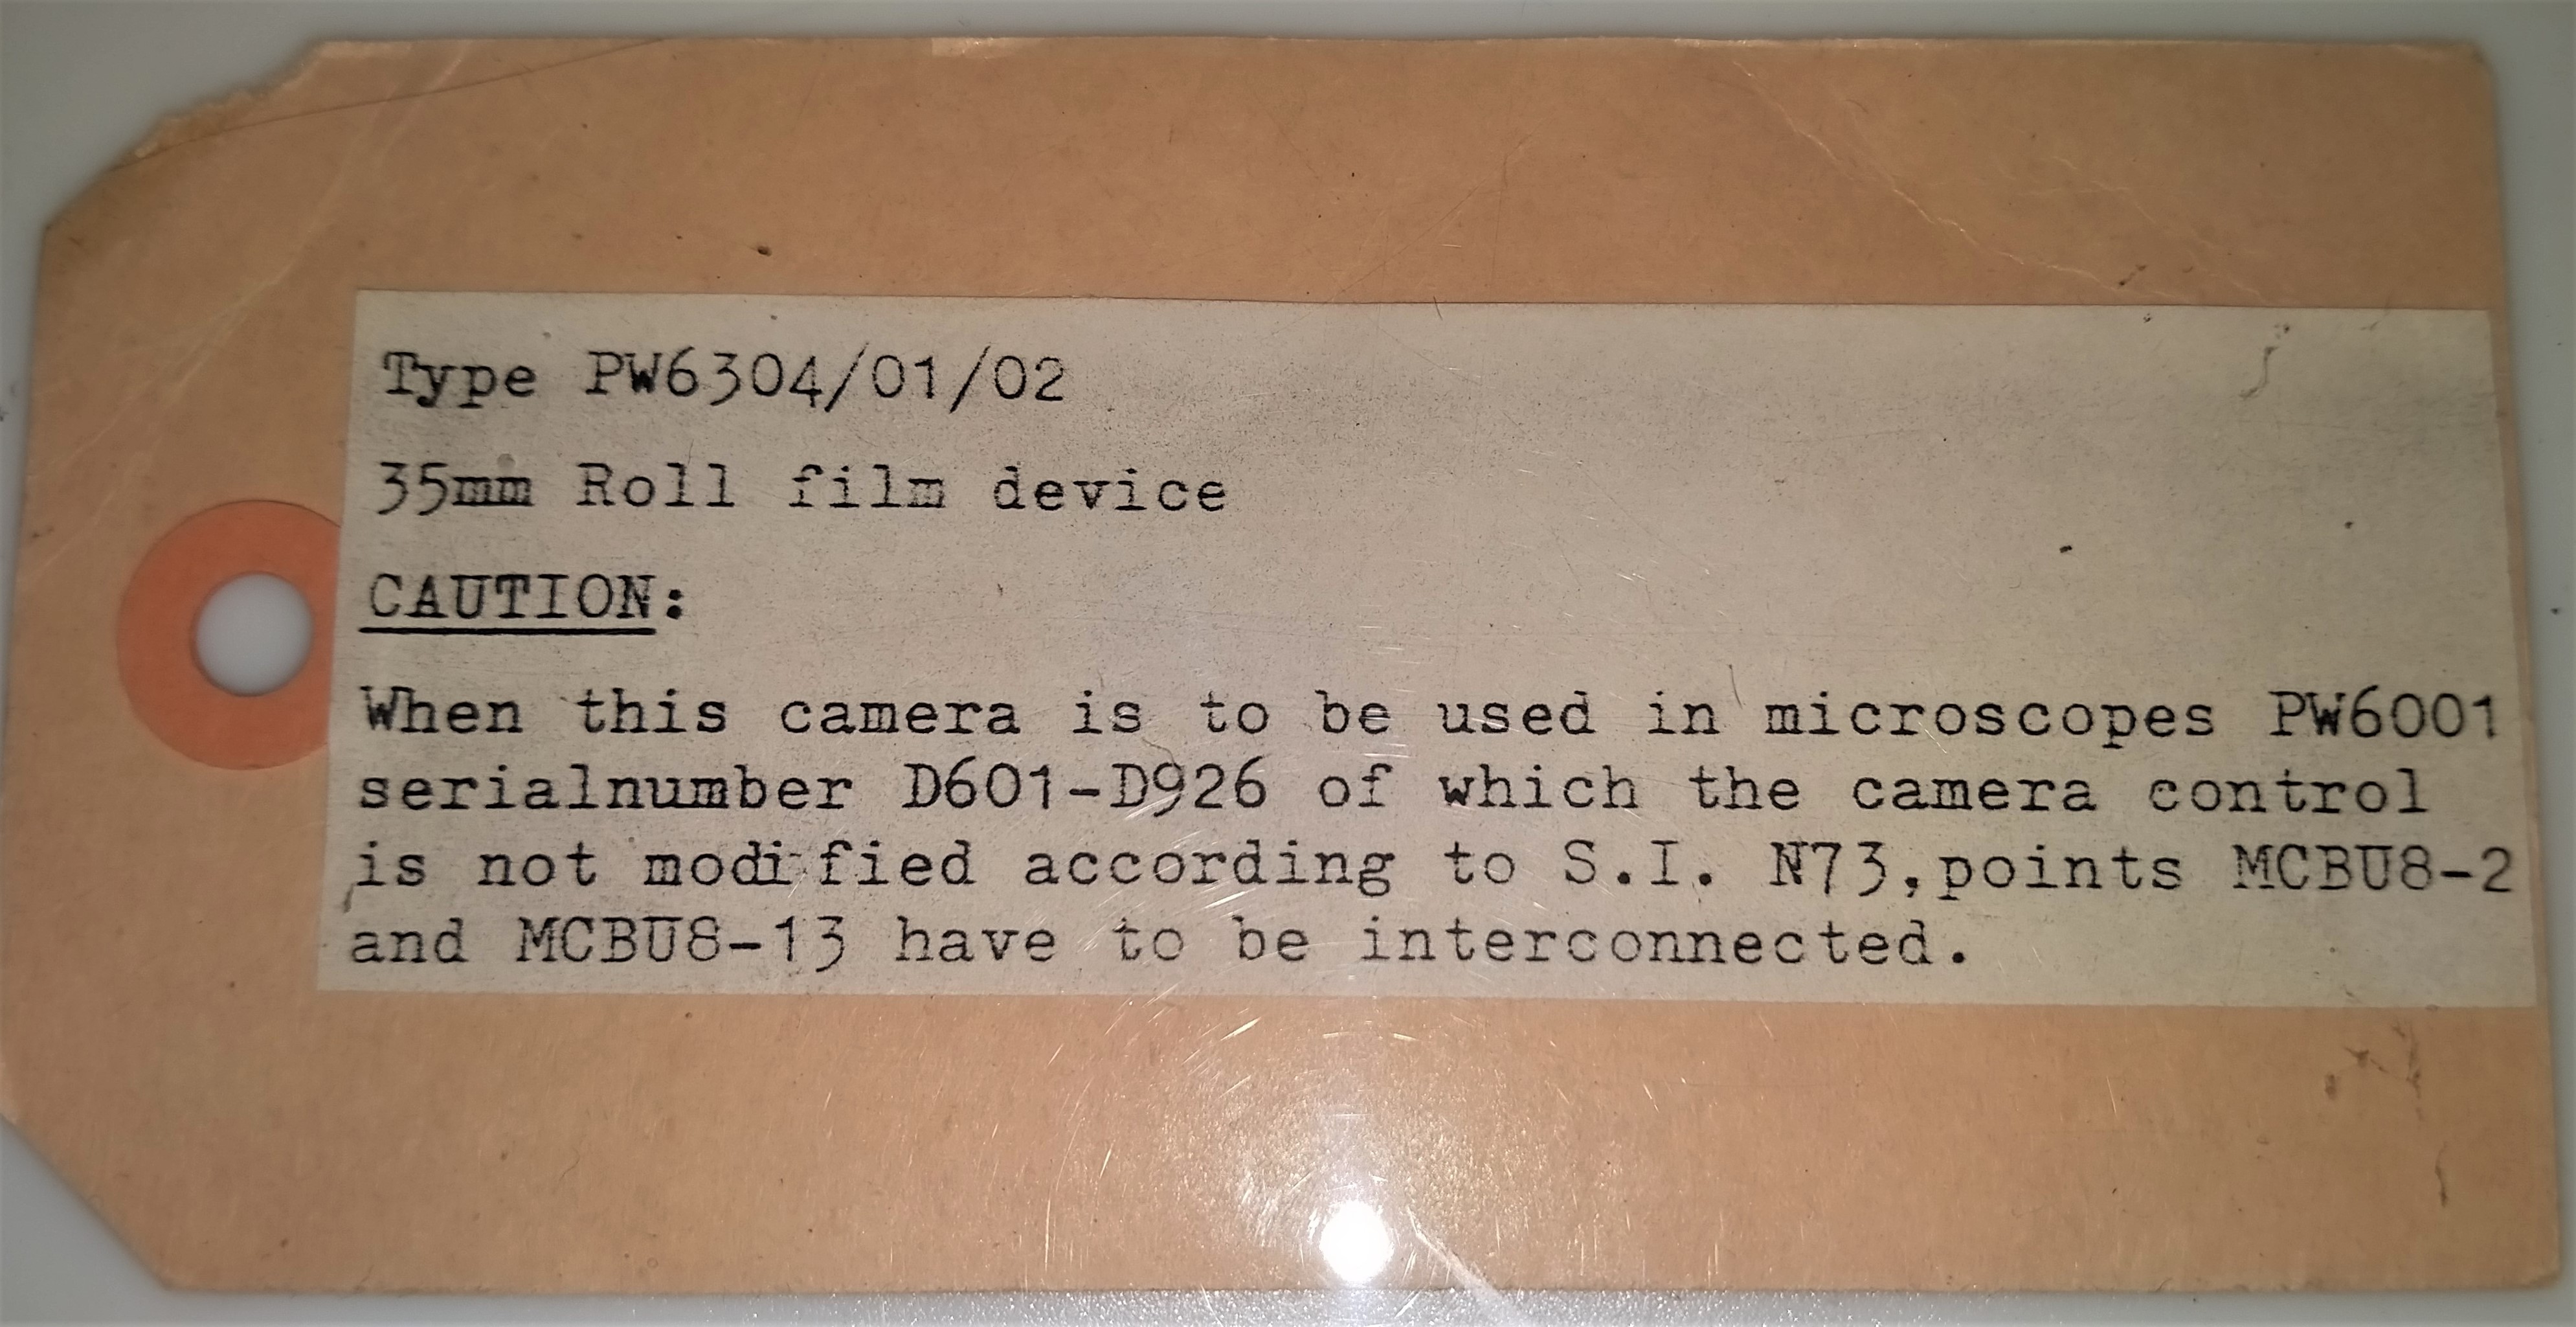 Type PW6304/01/02
35mm Roll film device
CAUTION:
When this camera is to be used in microscopes PW6001
serialnumber D601-D926 of which the camera control
is not modified according to S.I. N73,points MCBU8-2
and MCBU8-13 have to be interconnected.